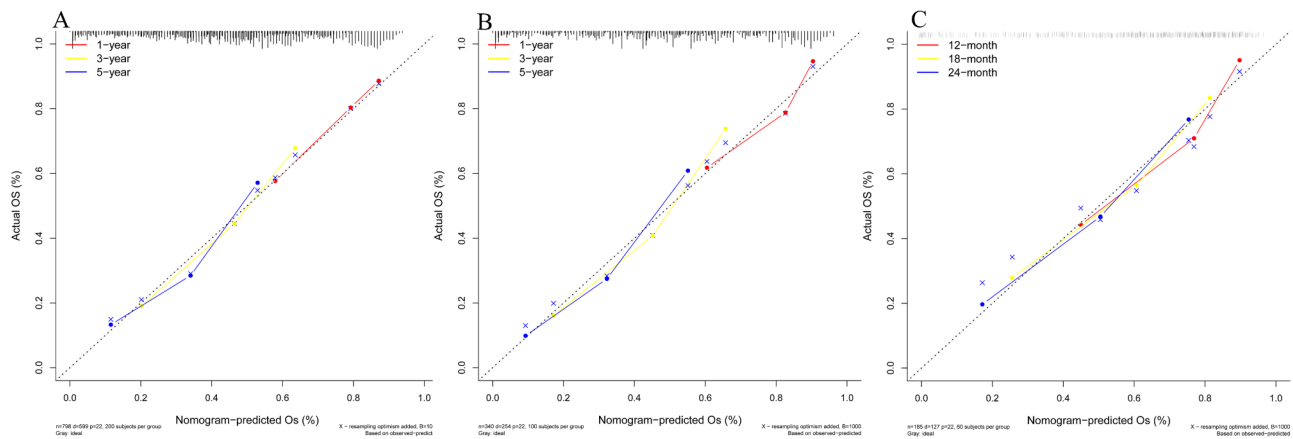 A
1-year
3-year
5-year
Actual OS (%)
0.0
0.2
0.4
0.6
0.8
1.0
0.0
0.2
0.4
0.6
0.8
1.0
Nomogram-predicted Os (%)
n=798 d=599 p=22, 200 subjects per group
Gray: ideal
X - resampling optimism added, B=10
Based on observed-predict
B
1-year
3-year
5-year
Actual OS (%)
0.0
0.2
0.4
0.6
0.8
1.0
0.0
0.2
0.4
0.6
0.8
1.0
Nomogram-predicted Os (%)
n=340 d=254 p=22, 100 subjects per group
Gray: ideal
X - resampling optimism added, B=1000
Based on observed-predicted
C
12-month
18-month
24-month
Actual OS (%)
0.0
0.2
0.4
0.6
0.8
1.0
0.0
0.2
0.4
0.6
0.8
1.0
Nomogram-predicted Os (%)
n=185 d=127 p=22, 60 subjects per group
Gray: ideal
X - resampling optimism added, B=1000
Based on observed-predicted